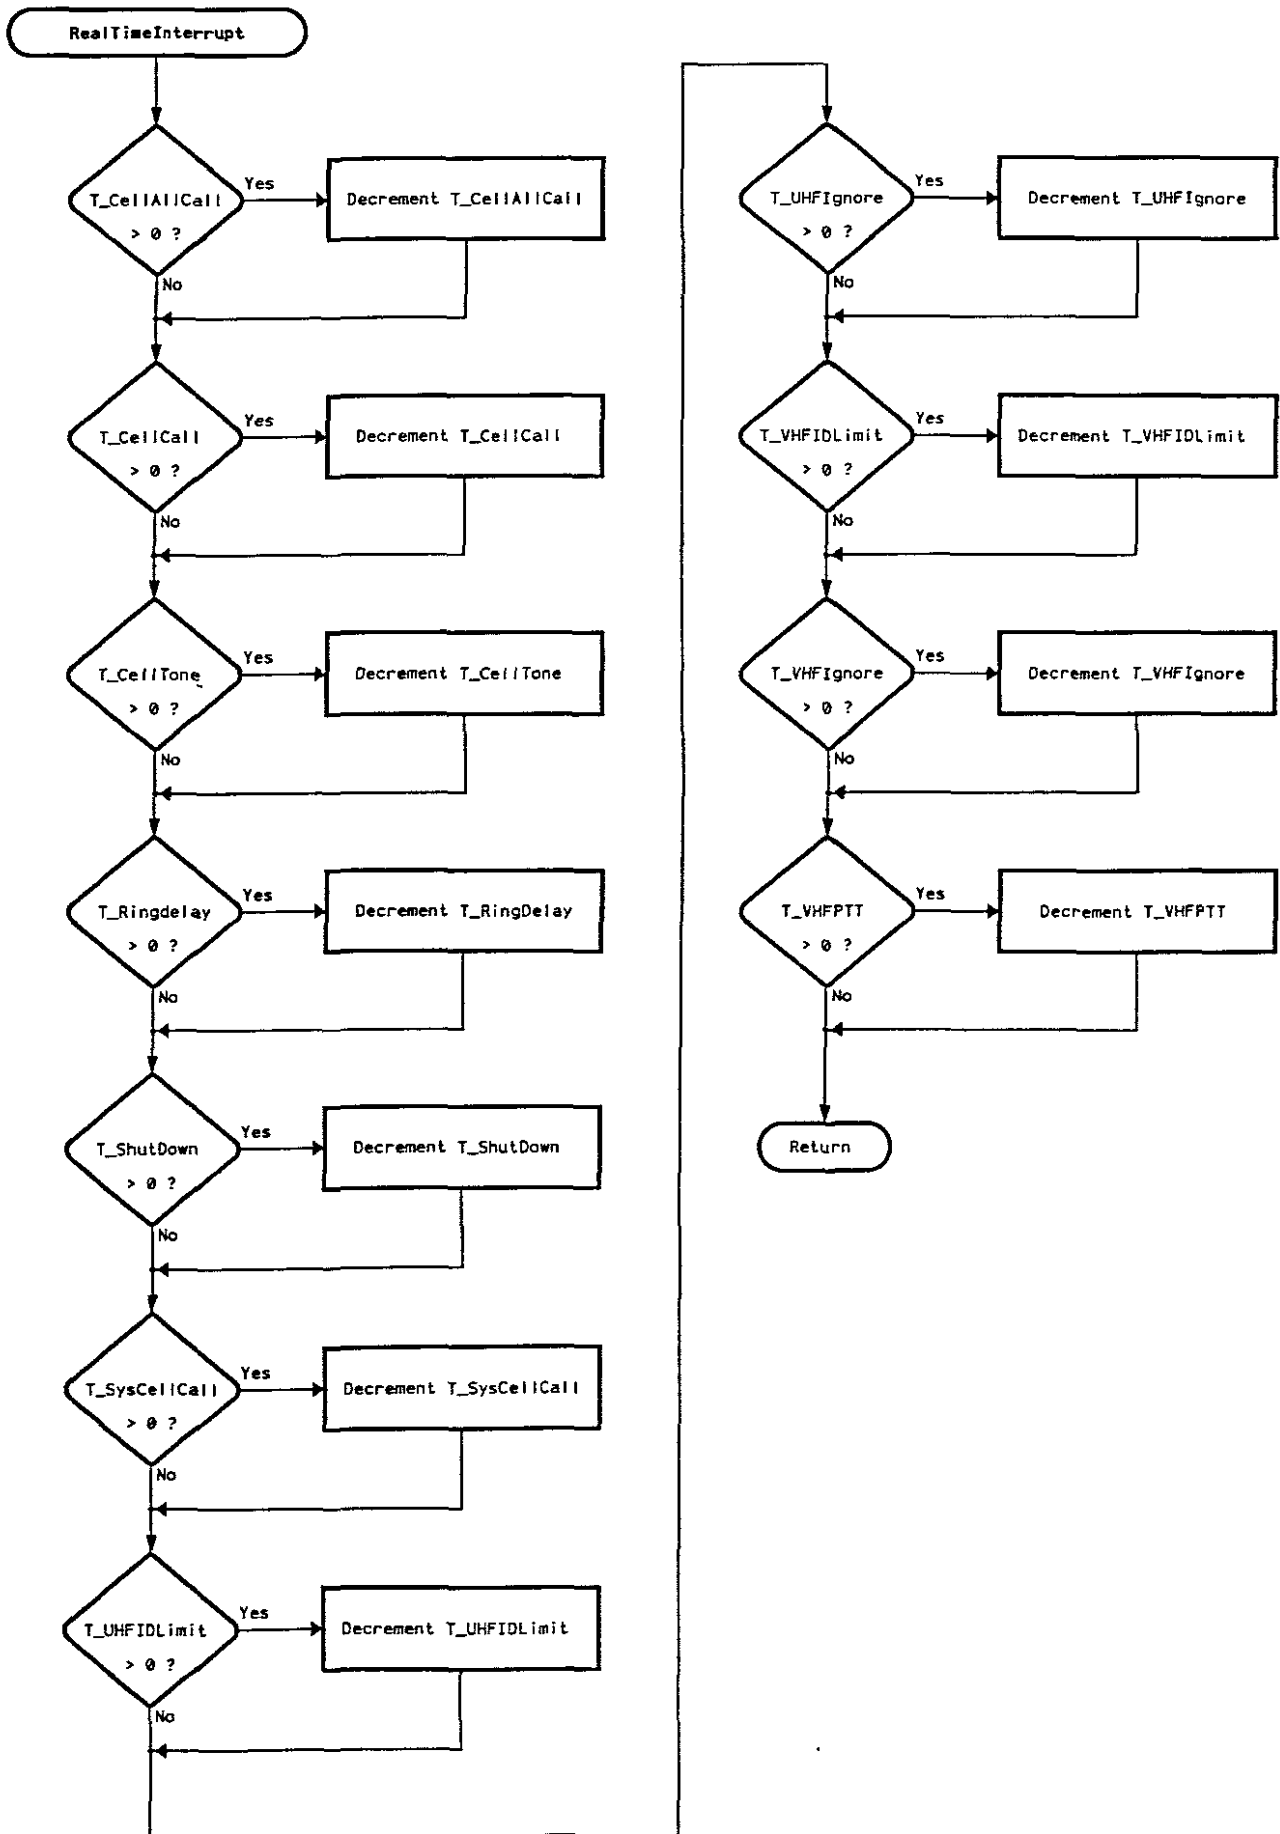 RealTimeInterrupt
T_CellAllCall
> 0 ?
Yes
Decrement T_CellAllCall
No
T_CellCall
> 0 ?
Yes
Decrement T_CellCall
No
T_CellTone
> 0 ?
Yes
Decrement T_CellTone
No
T_Ringdelay
> 0 ?
Yes
Decrement T_RingDelay
No
T_ShutDown
> 0 ?
Yes
Decrement T_ShutDown
No
T_SysCellCall
> 0 ?
Yes
Decrement T_SysCellCall
No
T_UHFIDLimit
> 0 ?
Yes
Decrement T_UHFIDLimit
No
T_UHFIgnore
> 0 ?
Yes
Decrement T_UHFIgnore
No
T_VHFIDLimit
> 0 ?
Yes
Decrement T_VHFIDLimit
No
T_VHFIgnore
> 0 ?
Yes
Decrement T_VHFIgnore
No
T_VHFPTT
> 0 ?
Yes
Decrement T_VHFPTT
No
Return